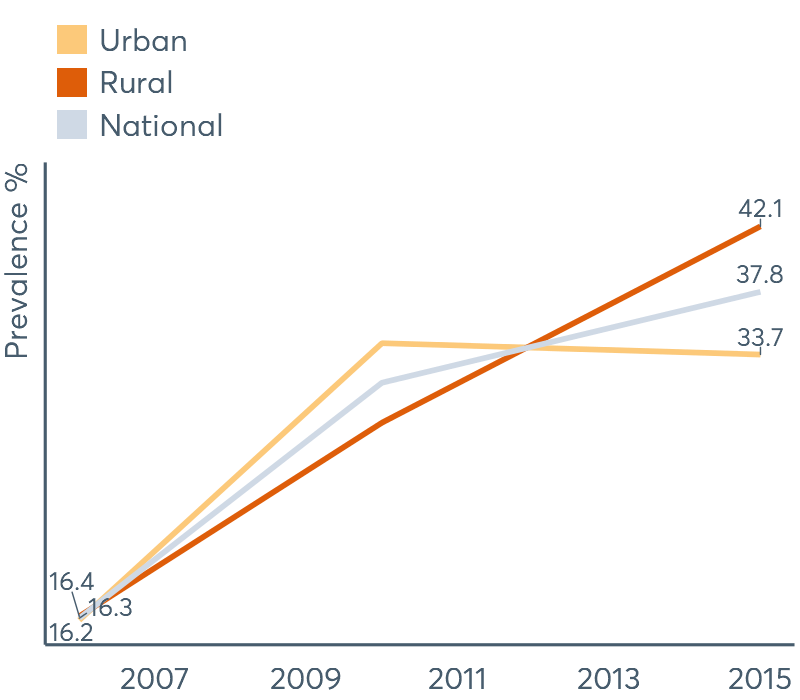 Urban
Rural
National
Prevalence %
42.1
37.8
33.7
16.4
16.3
16.2
2007 2009 2011 2013 2015